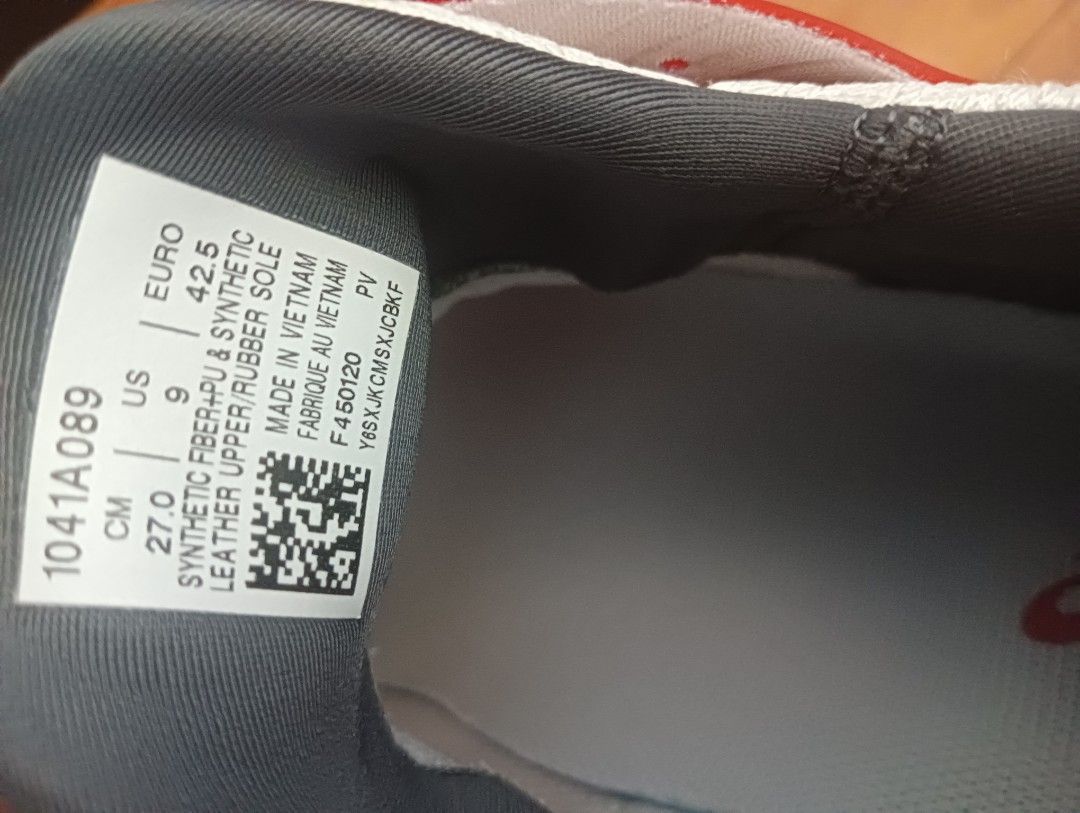 1041A089
CM | US | EURO
27.0 | 9 | 42.5
SYNTHETIC FIBER+PU & SYNTHETIC
LEATHER UPPER/RUBBER SOLE
MADE IN VIETNAM
FABRIQUE AU VIETNAM
F450120 PV
Y6SXJKCMSXJCBKF